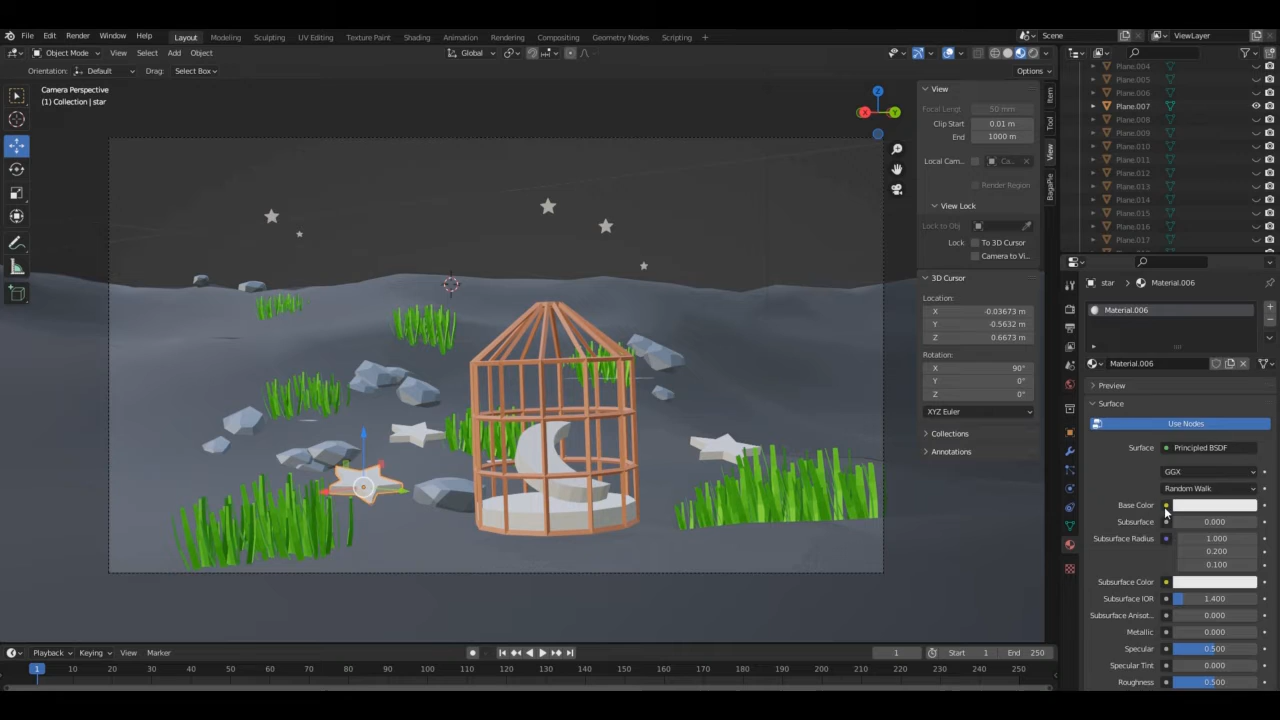 File Edit Render Window Help Layout Modeling Sculpting UV Editing Texture Paint Shading Animation Rendering Compositing Geometry Nodes Scripting + Scene ViewLayer
Object Mode View Select Add Object Global
Orientation: Default Drag: Select Box Options
Camera Perspective
(1) Collection | star
X Y Z
View
Focal Lengt 50 mm
Clip Start 0.01 m
End 1000 m
Local Cam... Ca...
Render Region
View Lock
Lock to Obj
Lock To 3D Cursor
Camera to Vi...
3D Cursor
Location:
X -0.03673 m
Y -0.5632 m
Z 0.6673 m
Rotation:
X 90°
Y 0°
Z 0°
XYZ Euler
Collections
Annotations
Item
Tool
View
BagaPie
Plane.004
Plane.005
Plane.006
Plane.007
Plane.008
Plane.009
Plane.010
Plane.011
Plane.012
Plane.013
Plane.014
Plane.015
Plane.016
Plane.017
star Material.006
Material.006
Material.006
Preview
Surface
Use Nodes
Surface Principled BSDF
GGX
Random Walk
Base Color
Subsurface 0.000
Subsurface Radius 1.000
0.200
0.100
Subsurface Color
Subsurface IOR 1.400
Subsurface Anisot.. 0.000
Metallic 0.000
Specular 0.500
Specular Tint 0.000
Roughness 0.500
Playback Keying View Marker 1 Start 1 End 250
1 10 20 30 40 50 60 70 80 90 100 110 120 130 140 150 160 170 180 190 200 210 220 230 240 250